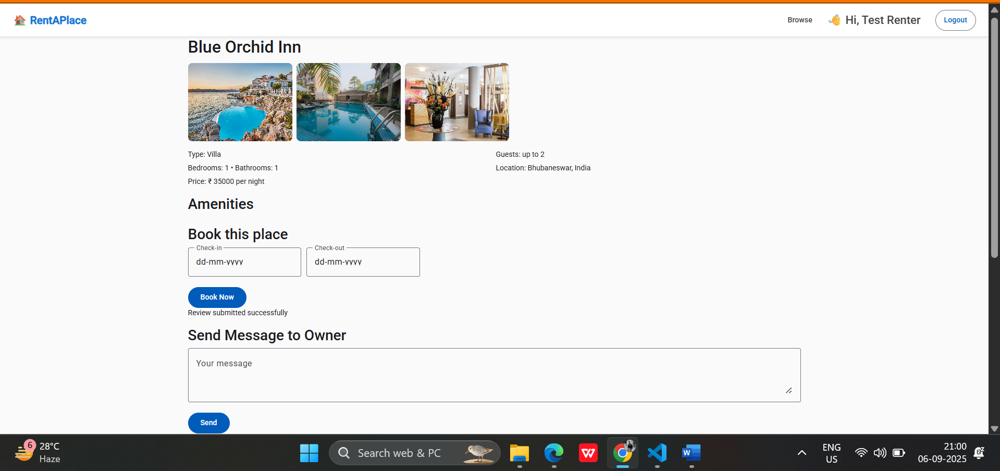 RentAPlace
Browse
Hi, Test Renter
Logout
Blue Orchid Inn
Type: Villa
Guests: up to 2
Bedrooms: 1 • Bathrooms: 1
Location: Bhubaneswar, India
Price: ₹ 35000 per night
Amenities
Book this place
Check-in
dd-mm-yyyy
Check-out
dd-mm-yyyy
Book Now
Review submitted successfully
Send Message to Owner
Your message
Send
6
28°C
Haze
Search web & PC
W
W
ENG
US
21:00
06-09-2025